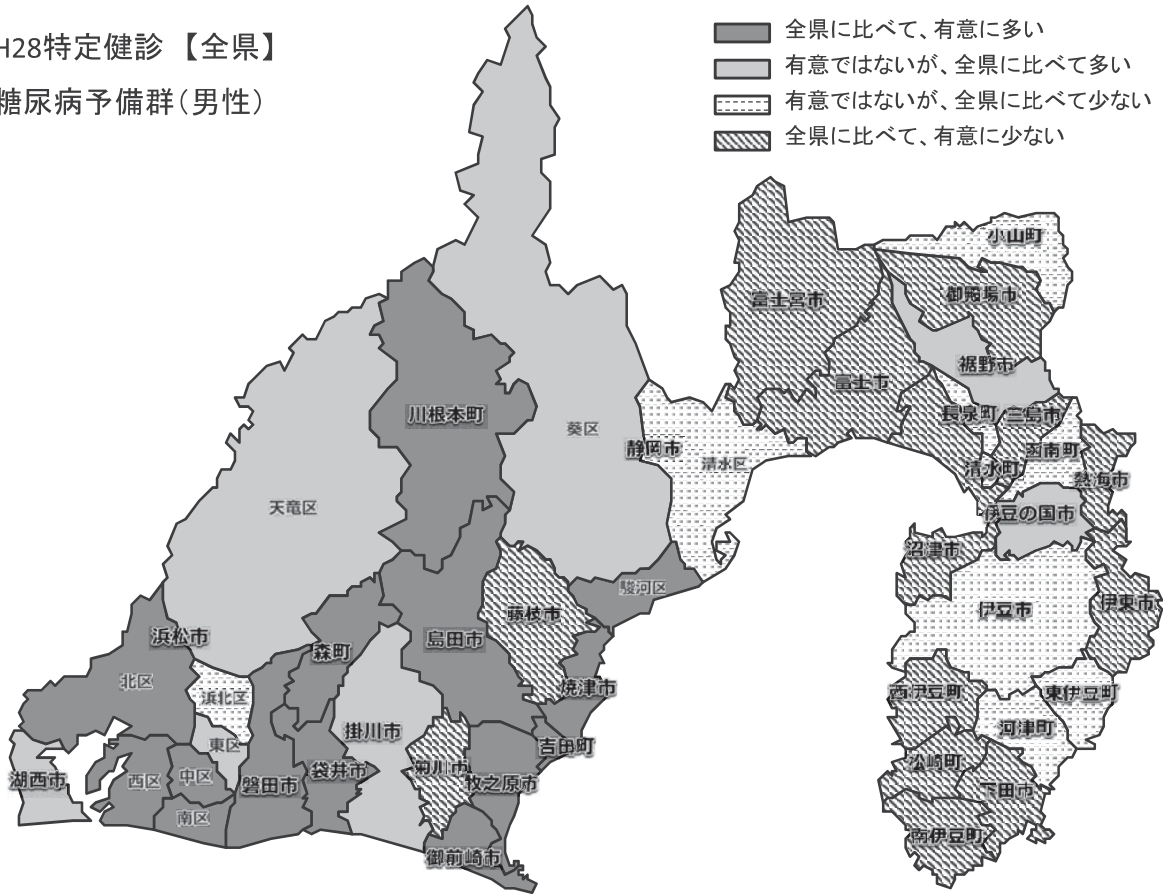 H28特定健診 【全県】
糖尿病予備群(男性)
全県に比べて、有意に多い
有意ではないが、全県に比べて多い
有意ではないが、全県に比べて少ない
全県に比べて、有意に少ない
小山町
富士宮市
御殿場市
裾野市
富士市
川根本町
長泉町
三島市
葵区
静岡市
清水区
函南町
清水町
熱海市
天竜区
伊豆の国市
沼津市
駿河区
藤枝市
伊豆市
伊東市
浜松市
島田市
森町
北区
浜北区
焼津市
西伊豆町
東伊豆町
掛川市
河津町
東区
吉田町
湖西市
西区
中区
磐田市
袋井市
菊川市
牧之原市
松崎町
下田市
南区
御前崎市
南伊豆町